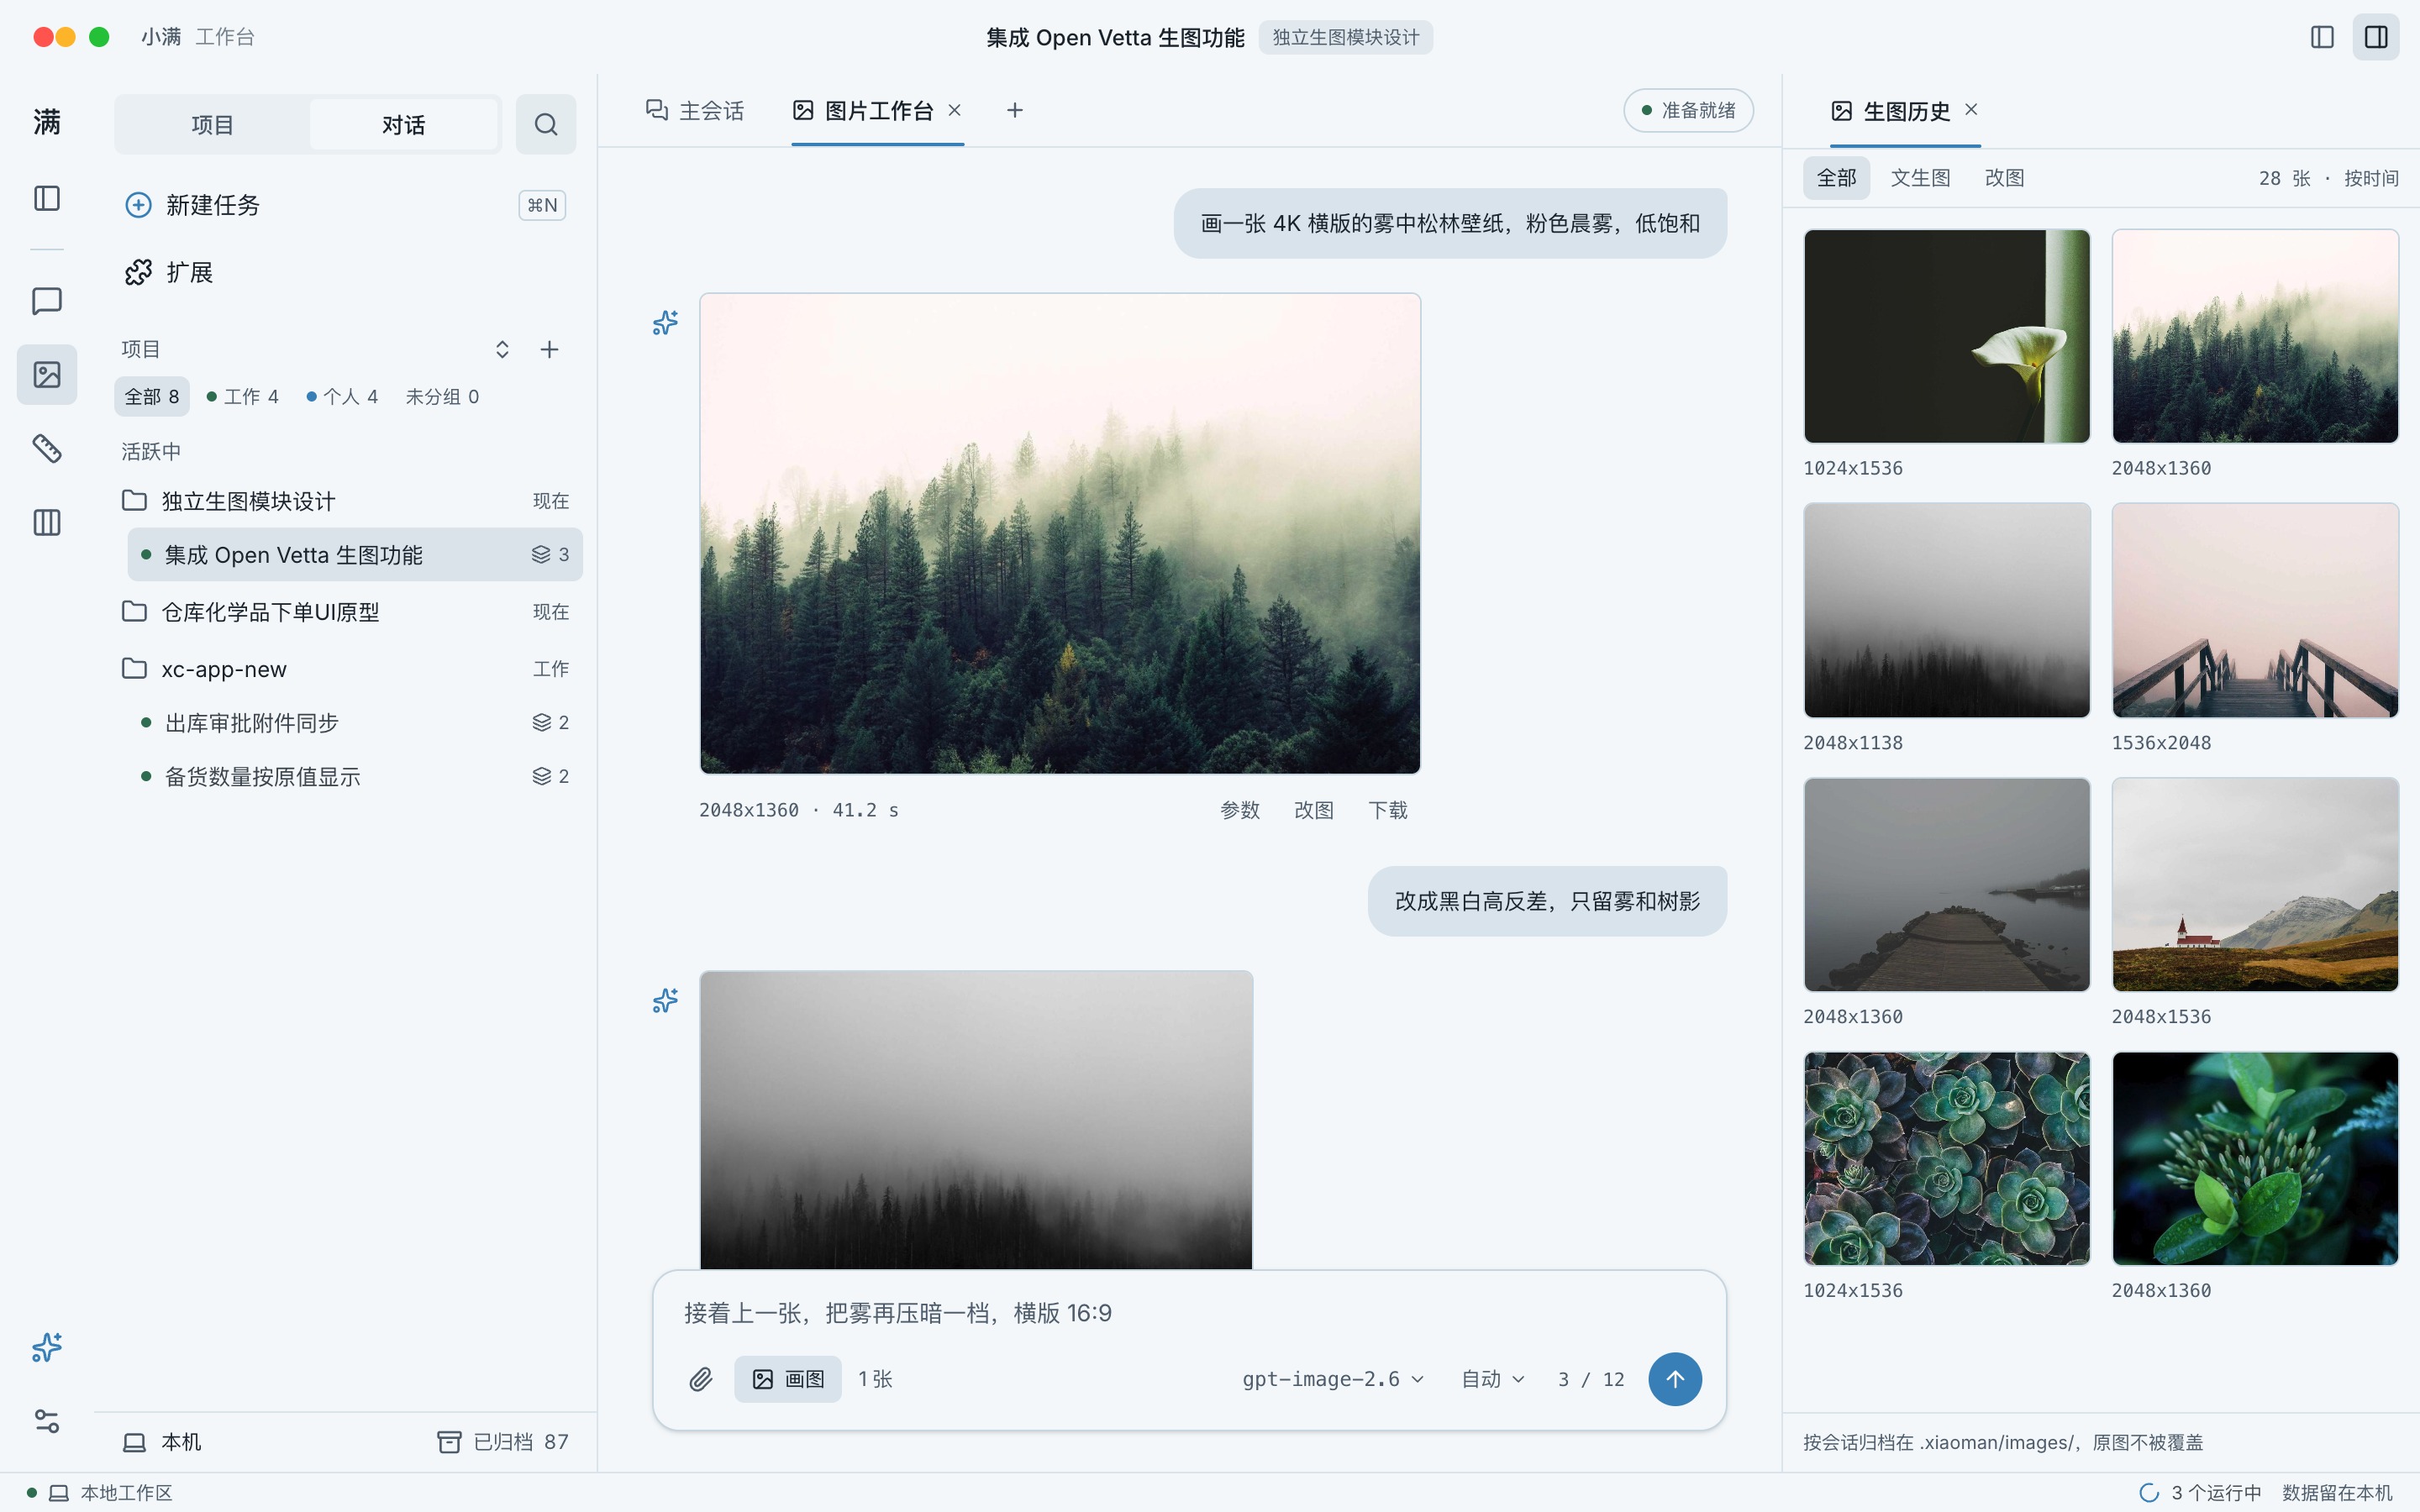 小满 工作台
集成 Open Vetta 生图功能 独立生图模块设计
满
项目 对话
新建任务 ⌘N
扩展
项目
全部 8 工作 4 个人 4 未分组 0
活跃中
独立生图模块设计 现在
集成 Open Vetta 生图功能 3
仓库化学品下单UI原型 现在
xc-app-new 工作
出库审批附件同步 2
备货数量按原值显示 2
本机 已归档 87
主会话 图片工作台 准备就绪
画一张 4K 横版的雾中松林壁纸，粉色晨雾，低饱和
2048x1360 · 41.2 s 参数 改图 下载
改成黑白高反差，只留雾和树影
接着上一张，把雾再压暗一档，横版 16:9
画图 1 张 gpt-image-2.6 自动 3 / 12
生图历史
全部 文生图 改图 28 张 · 按时间
1024x1536 2048x1360
2048x1138 1536x2048
2048x1360 2048x1536
1024x1536 2048x1360
按会话归档在 .xiaoman/images/，原图不被覆盖
本地工作区 3 个运行中 数据留在本机